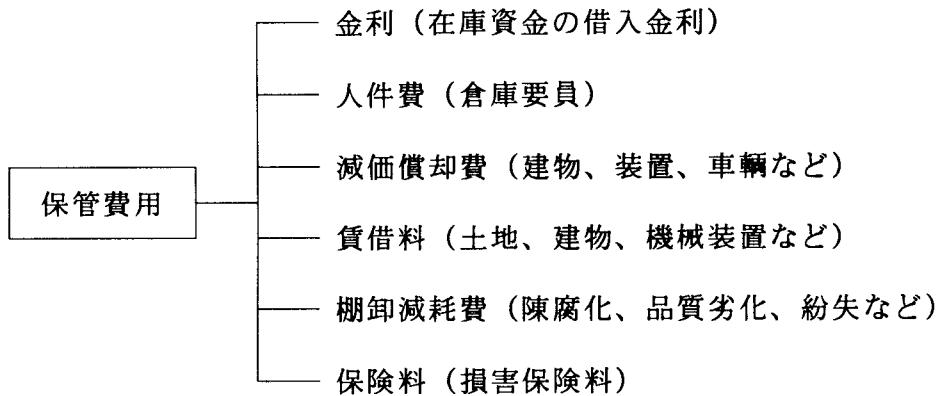 金利（在庫資金の借入金利）
人件費（倉庫要員）
減価償却費（建物、装置、車輌など）
保管費用
賃借料（土地、建物、機械装置など）
棚卸減耗費（陳腐化、品質劣化、紛失など）
保険料（損害保険料）